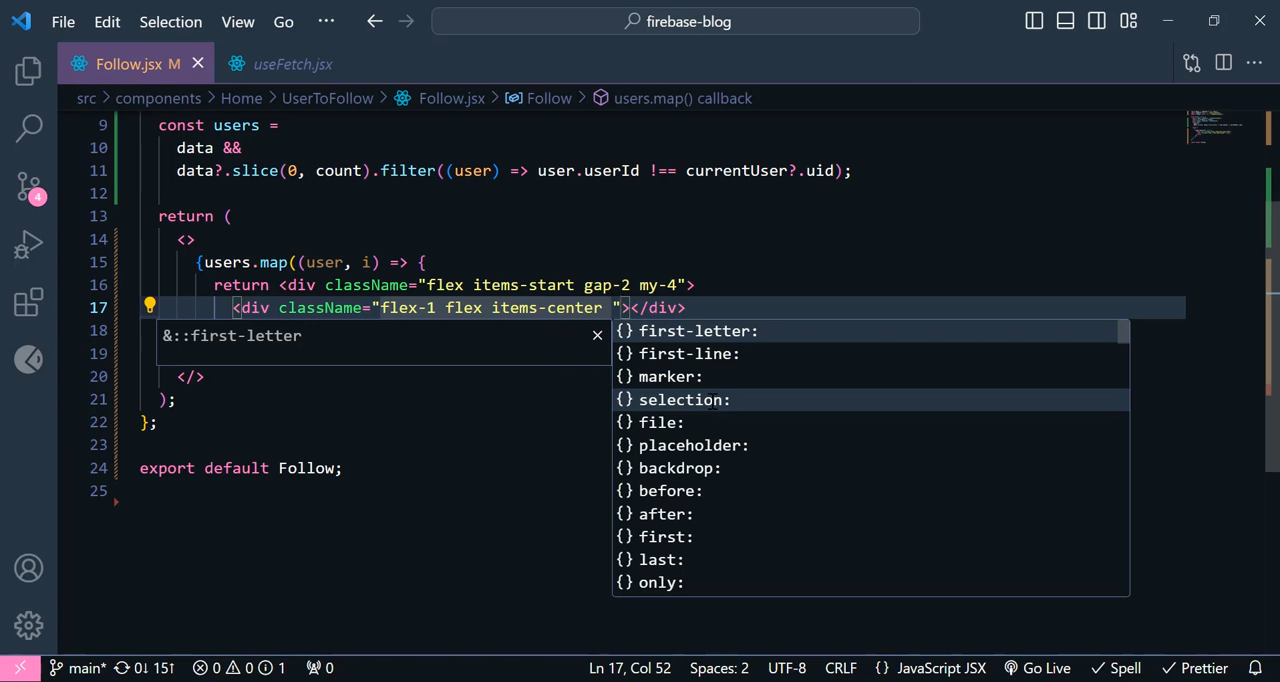 File Edit Selection View Go ··· firebase-blog
Follow.jsx M useFetch.jsx
src > components > Home > UserToFollow > Follow.jsx > Follow > users.map() callback
9 const users =
10 data &&
11 data?.slice(0, count).filter((user) => user.userId !== currentUser?.uid);
12
13 return (
14 <>
15 {users.map((user, i) => {
16 return <div className="flex items-start gap-2 my-4">
17 <div className="flex-1 flex items-center "></div>
18 &::first-letter
19
20 </>
21 );
22 };
23
24 export default Follow;
25
{} first-letter:
{} first-line:
{} marker:
{} selection:
{} file:
{} placeholder:
{} backdrop:
{} before:
{} after:
{} first:
{} last:
{} only:
4
main* 0↓ 15↑ 0 0 1 0 Ln 17, Col 52 Spaces: 2 UTF-8 CRLF {} JavaScript JSX Go Live Spell Prettier